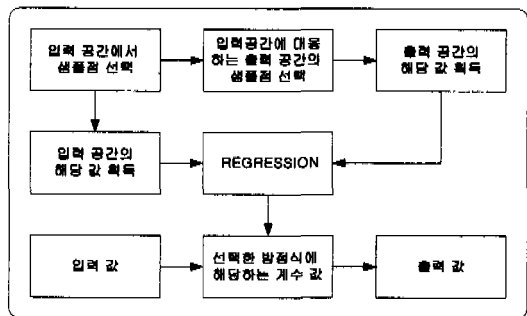 입력 공간에서
샘플점 선택
입력공간에 대응
하는 출력 공간의
샘플점 선택
출력 공간의
해당 값 획득
입력 공간의
해당 값 획득
REGRESSION
입력 값
선택한 방정식에
해당하는 계수 값
출력 값